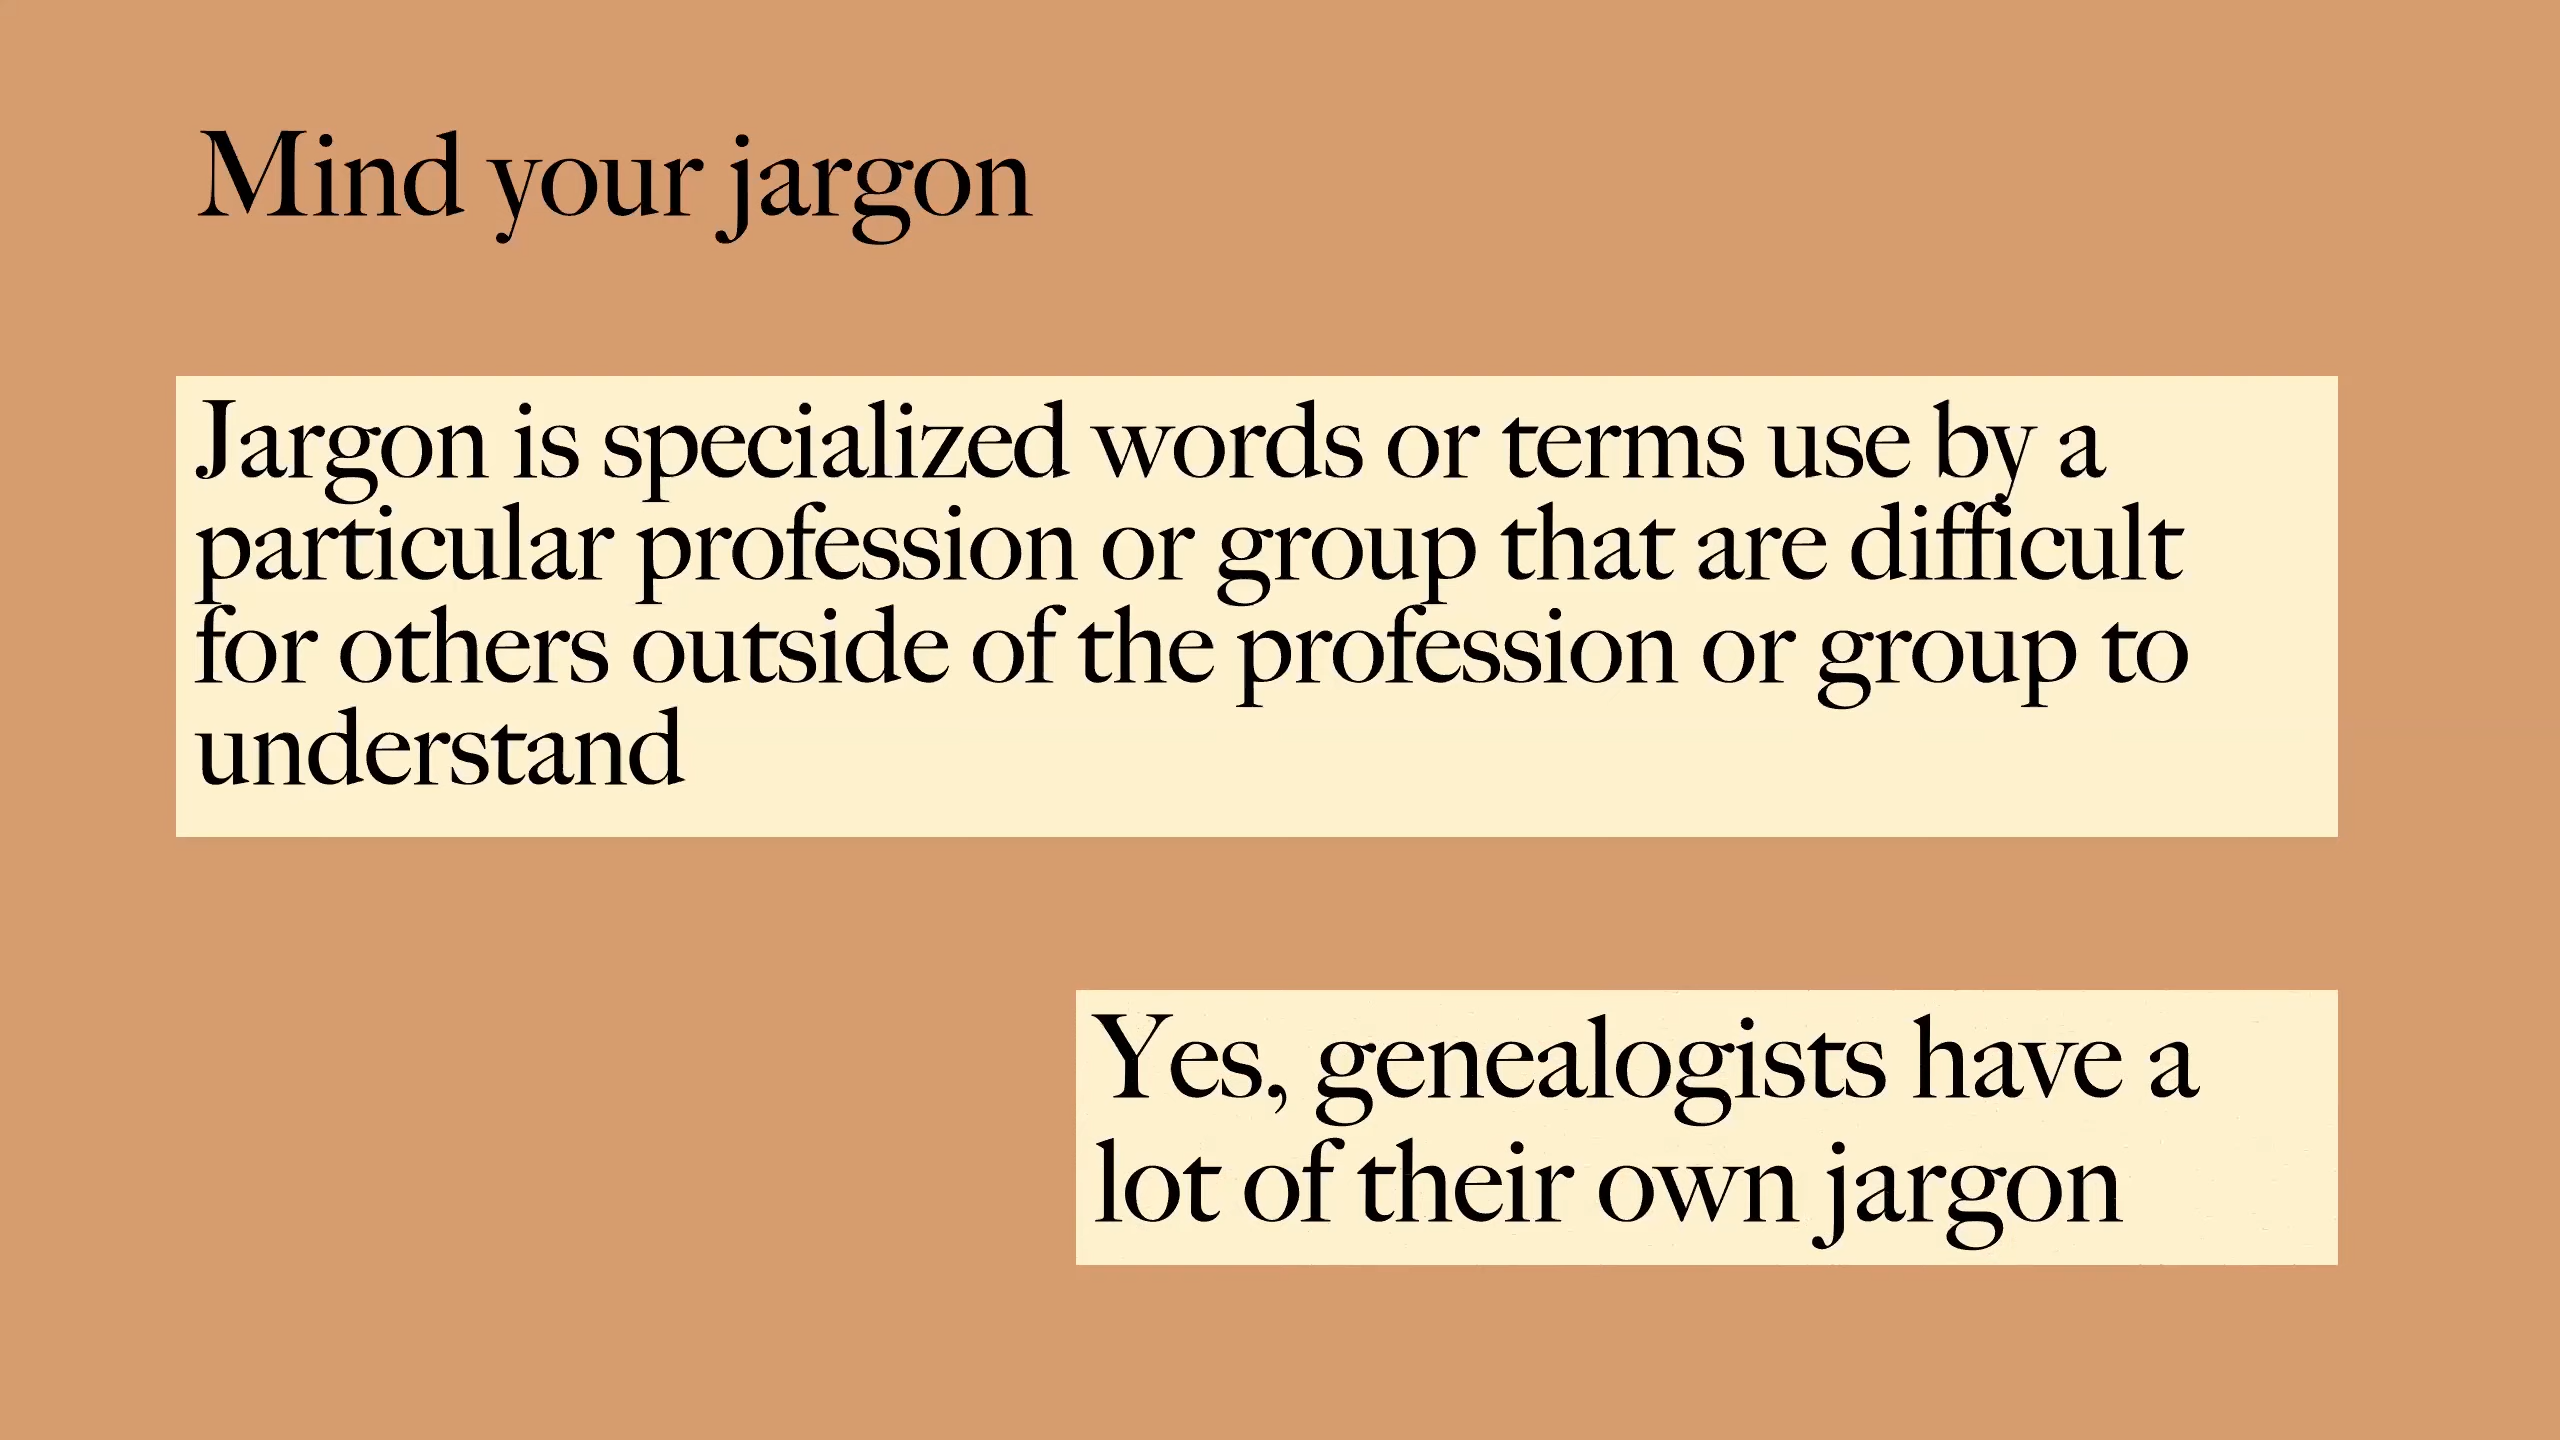 Mind your jargon
Jargon is specialized words or terms use by a
particular profession or group that are difficult
for others outside of the profession or group to
understand
Yes, genealogists have a
lot of their own jargon